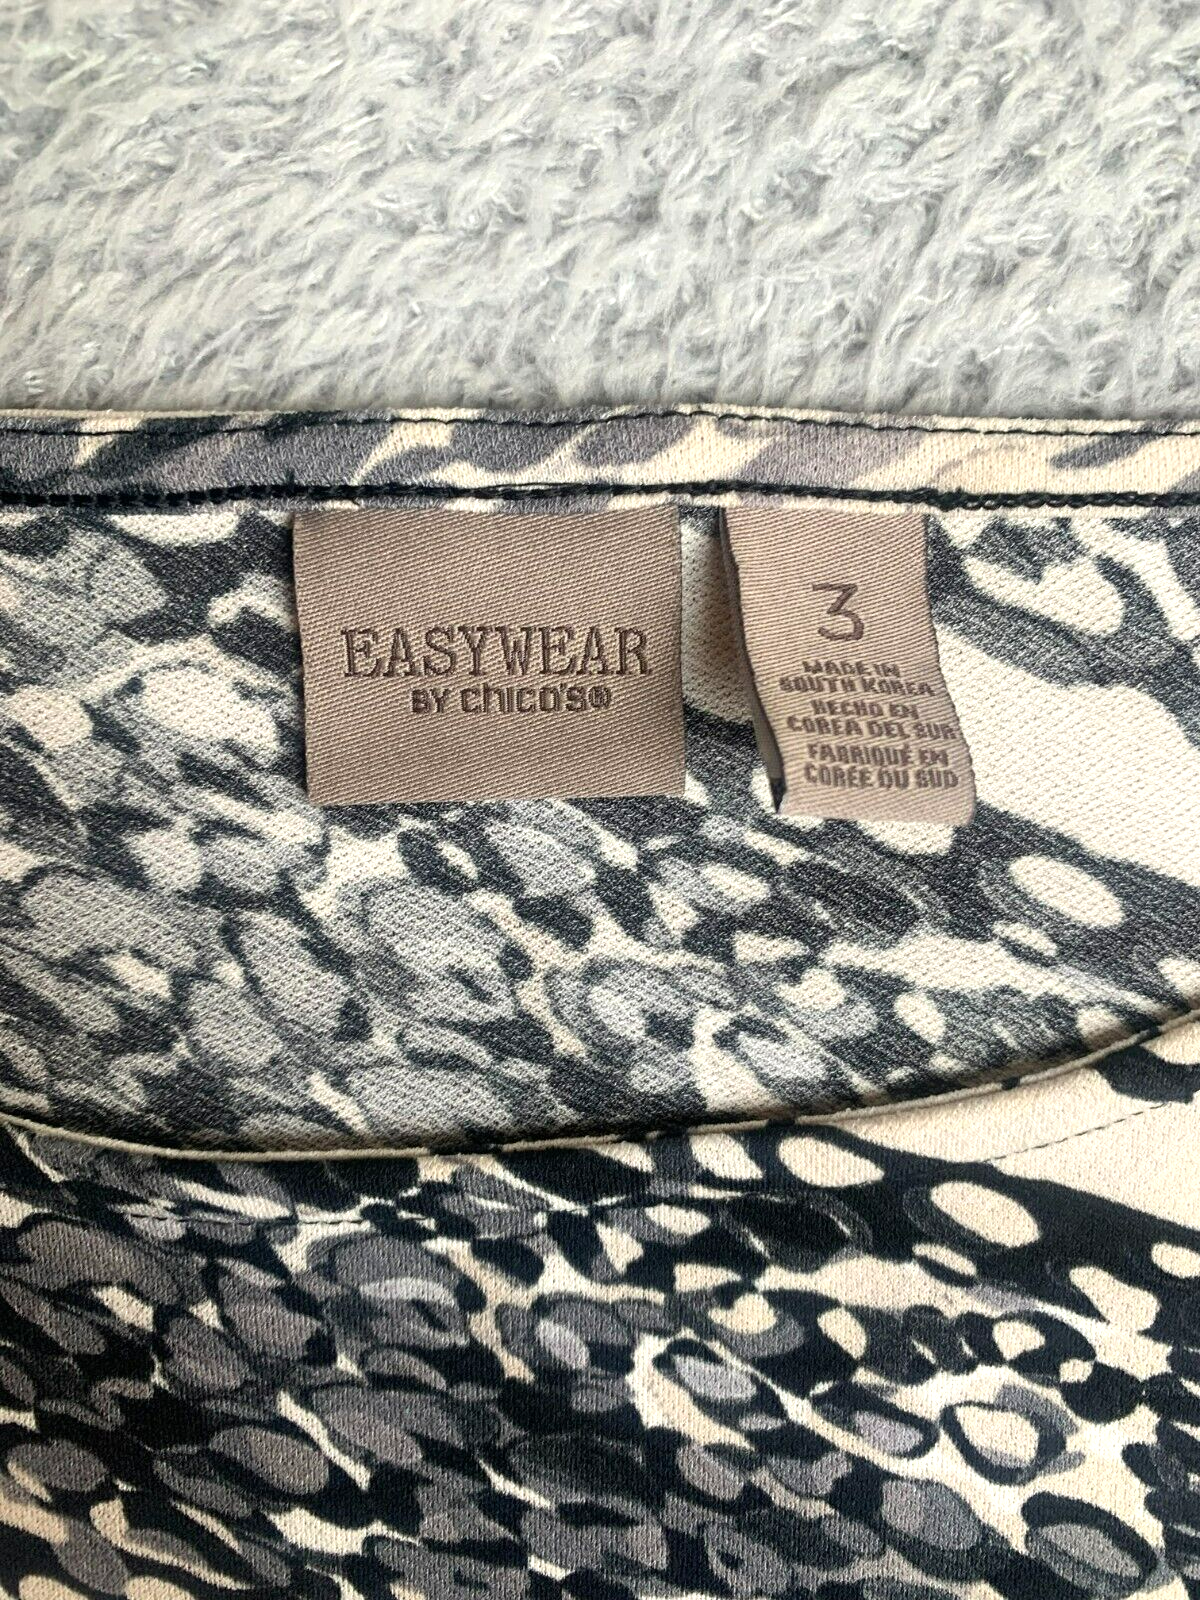 EASYWEAR
BY CHICO'S®
3
MADE IN
SOUTH KOREA
HECHO EN
COREA DEL SUR
FABRIQUÉ EN
CORÉE DU SUD